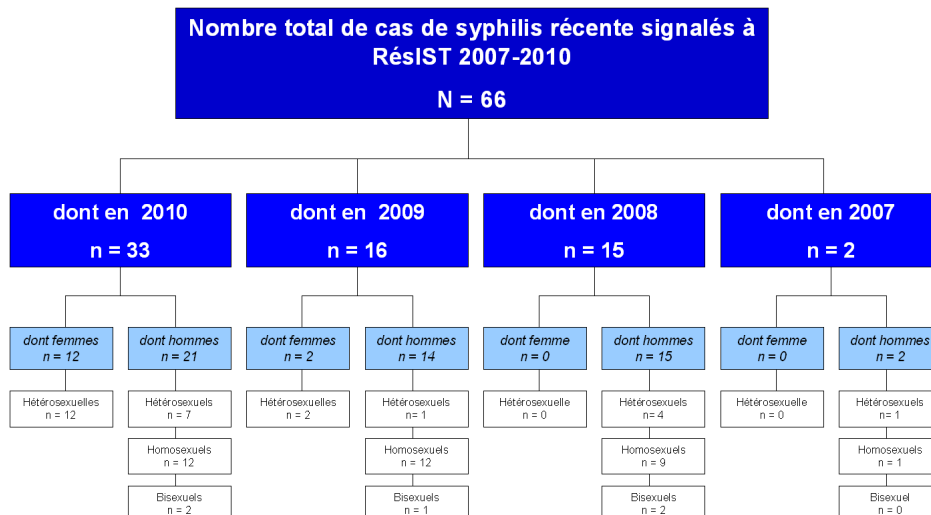 Nombre total de cas de syphilis récente signalés à
RésIST 2007-2010
N = 66
dont en 2010
n = 33
dont en 2009
n = 16
dont en 2008
n = 15
dont en 2007
n = 2
dont femmes
n = 12
dont hommes
n = 21
dont femmes
n = 2
dont hommes
n = 14
dont femme
n = 0
dont hommes
n = 15
dont femme
n = 0
dont hommes
n = 2
Hétérosexuelles
n = 12
Hétérosexuels
n = 7
Hétérosexuelles
n = 2
Hétérosexuels
n= 1
Hétérosexuelle
n = 0
Hétérosexuels
n= 4
Hétérosexuelle
n = 0
Hétérosexuels
n= 1
Homosexuels
n = 12
Homosexuels
n = 12
Homosexuels
n = 9
Homosexuels
n = 1
Bisexuels
n = 2
Bisexuels
n = 1
Bisexuels
n = 2
Bisexuel
n = 0